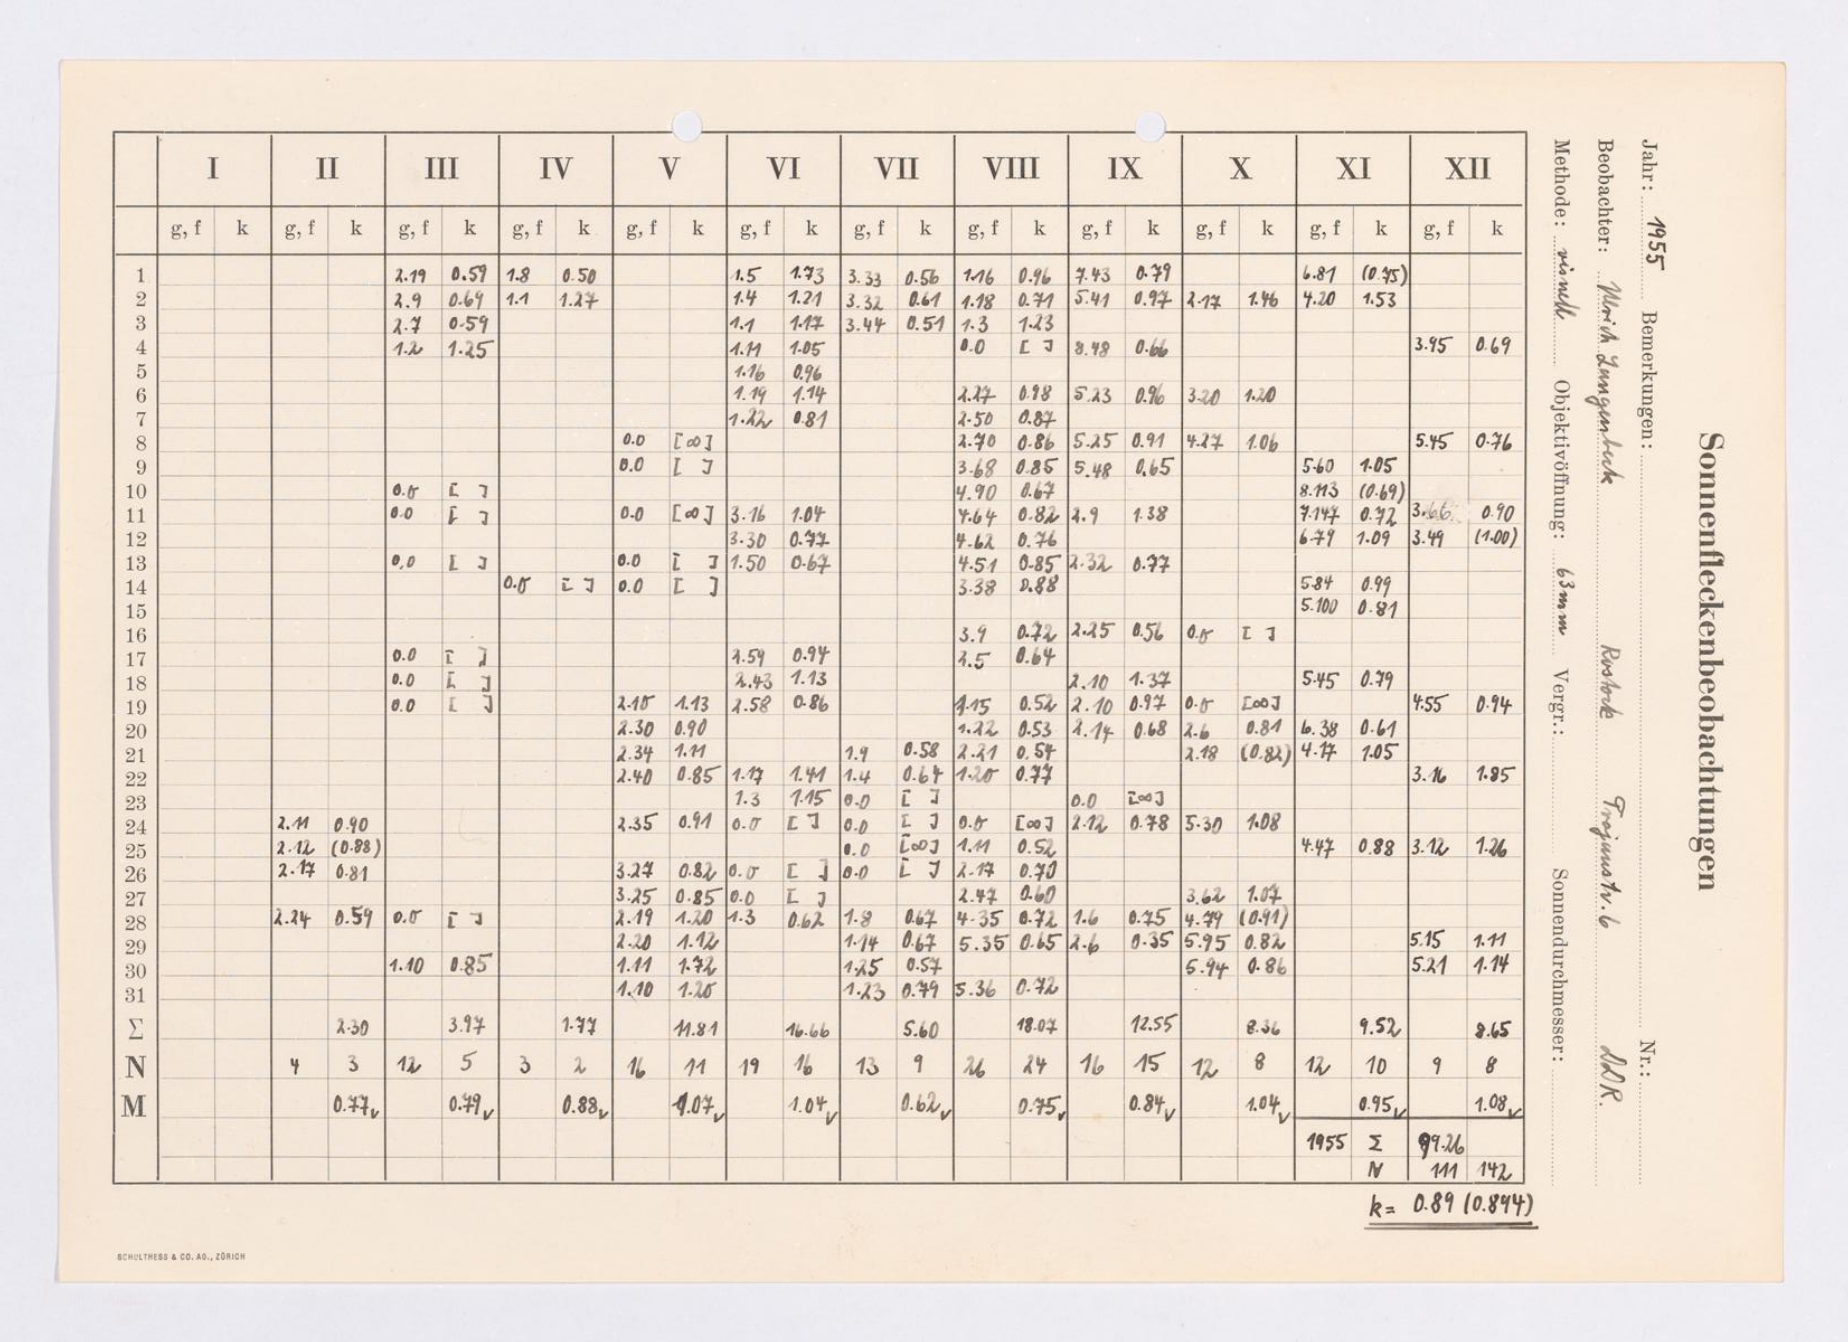 Sonnenfleckenbeobachtungen
Jahr: 1955 Bemerkungen: Nr.:
Beobachter: Ulrich Langenbeck Rostock Trojanstr. 6 DDR.
Methode: visuell Objektivöffnung: 63mm Vergr.: Sonnendurchmesser:
I II III IV V VI VII VIII IX X XI XII
g, f k g, f k g, f k g, f k g, f k g, f k g, f k g, f k g, f k g, f k g, f k g, f k
1 2.19 0.59 1.8 0.50 1.5 1.73 3.33 0.56 1.16 0.96 7.43 0.79 6.81 (0.75)
2 2.9 0.69 1.1 1.27 1.4 1.21 3.32 0.61 1.18 0.71 5.41 0.97 2.17 1.46 4.20 1.53
3 2.7 0.59 1.1 1.17 3.44 0.51 1.3 1.23
4 1.2 1.25 1.11 1.05 0.0 [ ] 8.48 0.66 3.95 0.69
5 1.16 0.96
6 1.19 1.14 2.27 0.98 5.23 0.96 3.20 1.20
7 1.22 0.81 2.50 0.87
8 0.0 [∞] 2.70 0.86 5.25 0.91 4.27 1.06 5.45 0.76
9 0.0 [ ] 3.68 0.85 5.48 0.65 5.60 1.05
10 0.0 [ ] 4.90 0.67 8.113 (0.69)
11 0.0 [ ] 0.0 [∞] 3.16 1.04 4.64 0.82 2.9 1.38 7.147 0.72 3.66 0.90
12 3.30 0.77 4.62 0.76 6.79 1.09 3.49 (1.00)
13 0.0 [ ] 0.0 [ ] 1.50 0.67 4.51 0.85 2.32 0.77
14 0.0 [ ] 0.0 [ ] 3.38 0.88 5.84 0.99
15 5.100 0.81
16 3.9 0.72 2.25 0.56 0.0 [ ]
17 0.0 [ ] 2.59 0.94 2.5 0.64
18 0.0 [ ] 2.43 1.13 2.10 1.37 5.45 0.79
19 0.0 [ ] 2.10 1.13 2.58 0.86 1.15 0.52 2.10 0.97 0.0 [∞] 4.55 0.94
20 2.30 0.90 1.22 0.53 2.14 0.68 2.6 0.81 6.38 0.61
21 2.34 1.11 1.9 0.58 2.21 0.54 2.18 (0.82) 4.17 1.05
22 2.40 0.85 1.17 1.41 1.4 0.64 1.20 0.77 3.16 1.85
23 1.3 1.15 0.0 [ ] 0.0 [∞]
24 2.11 0.90 2.35 0.91 0.0 [ ] 0.0 [ ] 0.0 [∞] 2.12 0.78 5.30 1.08
25 2.12 (0.88) 0.0 [∞] 1.11 0.52 4.47 0.88 3.12 1.26
26 2.17 0.81 3.27 0.82 0.0 [ ] 0.0 [ ] 2.17 0.70
27 3.25 0.85 0.0 [ ] 2.47 0.60 3.62 1.07
28 2.24 0.59 0.0 [ ] 2.19 1.20 1.3 0.62 1.8 0.67 4.35 0.72 1.6 0.75 4.79 (0.91)
29 2.20 1.12 1.14 0.67 5.35 0.65 2.6 0.35 5.95 0.82 5.15 1.11
30 1.10 0.85 1.11 1.72 1.25 0.57 5.94 0.86 5.21 1.14
31 1.10 1.20 1.23 0.79 5.36 0.72
Σ 2.30 3.97 1.77 11.81 16.66 5.60 18.07 12.55 8.36 9.52 8.65
N 4 3 12 5 3 2 16 11 19 16 13 9 26 24 16 15 12 8 12 10 9 8
M 0.77✓ 0.79✓ 0.88✓ 1.07✓ 1.04✓ 0.62✓ 0.75✓ 0.84✓ 1.04✓ 0.95✓ 1.08✓
1955 Σ 99.26
N 111 142
k = 0.89 (0.894)
SCHULTHESS & CO. AG., ZÜRICH